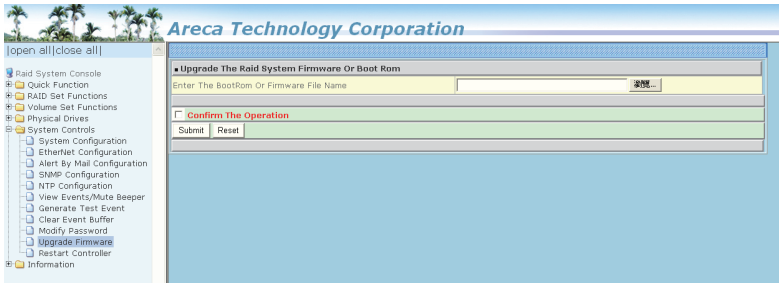 Areca Technology Corporation
|open all|close all|
Raid System Console
Quick Function
RAID Set Functions
Volume Set Functions
Physical Drives
System Controls
System Configuration
EtherNet Configuration
Alert By Mail Configuration
SNMP Configuration
NTP Configuration
View Events/Mute Beeper
Generate Test Event
Clear Event Buffer
Modify Password
Upgrade Firmware
Restart Controller
Information
Upgrade The Raid System Firmware Or Boot Rom
Enter The BootRom Or Firmware File Name
瀏覽...
Confirm The Operation
Submit Reset